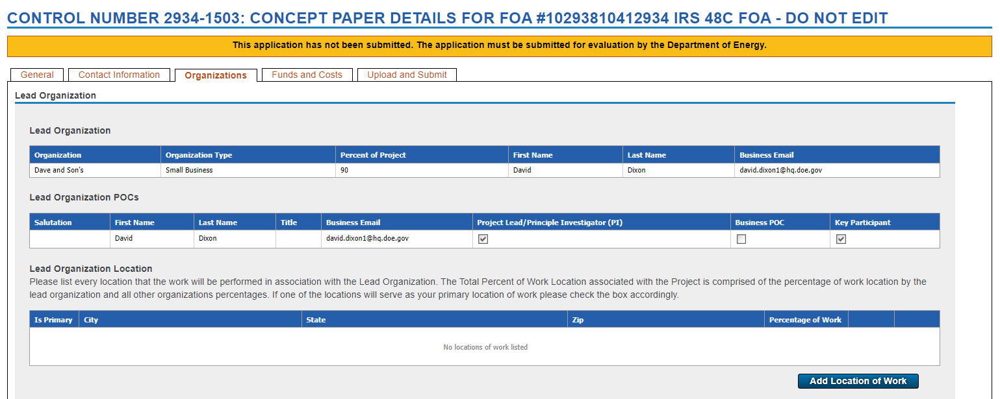 CONTROL NUMBER 2934-1503: CONCEPT PAPER DETAILS FOR FOA #10293810412934 IRS 48C FOA - DO NOT EDIT
This application has not been submitted. The application must be submitted for evaluation by the Department of Energy.
General Contact Information Organizations Funds and Costs Upload and Submit
Lead Organization
Lead Organization
Organization Organization Type Percent of Project First Name Last Name Business Email
Dave and Son's Small Business 90 David Dixon david.dixon1@hq.doe.gov
Lead Organization POCs
Salutation First Name Last Name Title Business Email Project Lead/Principle Investigator (PI) Business POC Key Participant
David Dixon david.dixon1@hq.doe.gov
Lead Organization Location
Please list every location that the work will be performed in association with the Lead Organization. The Total Percent of Work Location associated with the Project is comprised of the percentage of work location by the
lead organization and all other organizations percentages. If one of the locations will serve as your primary location of work please check the box accordingly.
Is Primary City State Zip Percentage of Work
No locations of work listed
Add Location of Work